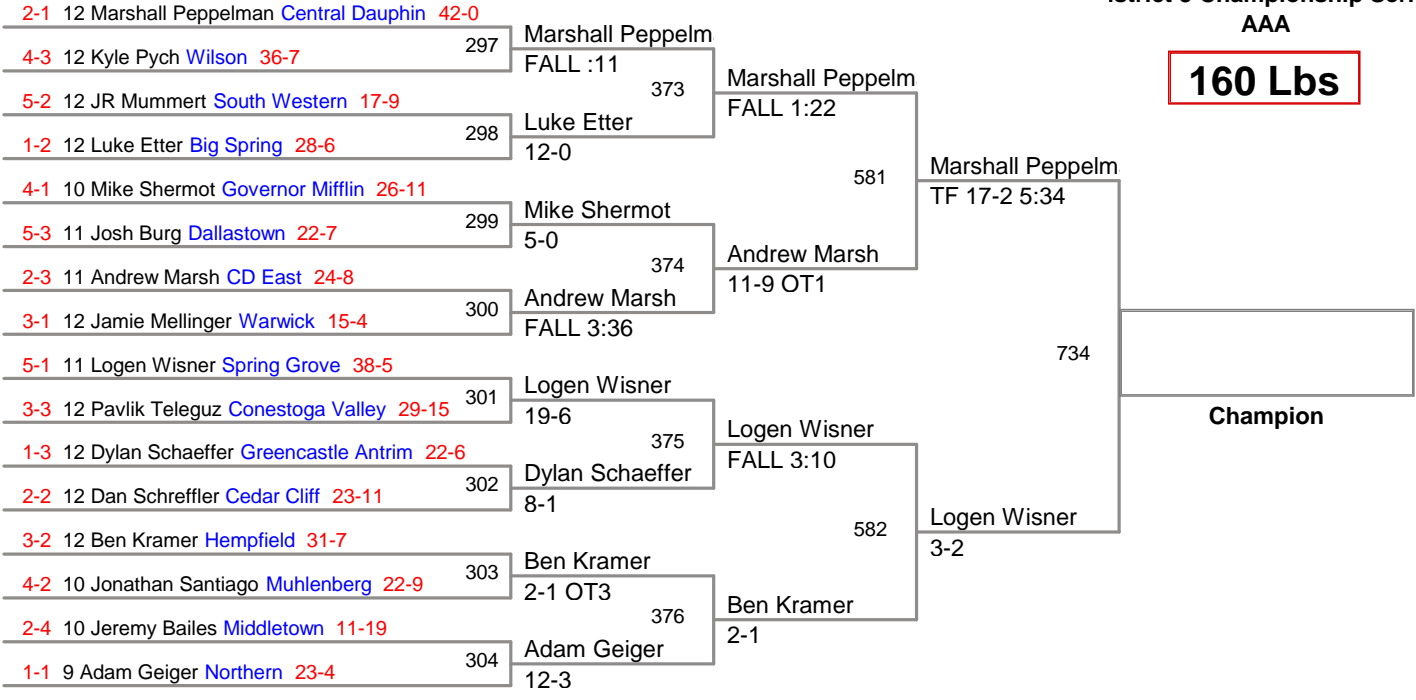 istrict 3 Championship Seri
AAA
160 Lbs
2-1 12 Marshall Peppelman Central Dauphin 42-0
4-3 12 Kyle Pych Wilson 36-7
5-2 12 JR Mummert South Western 17-9
1-2 12 Luke Etter Big Spring 28-6
4-1 10 Mike Shermot Governor Mifflin 26-11
5-3 11 Josh Burg Dallastown 22-7
2-3 11 Andrew Marsh CD East 24-8
3-1 12 Jamie Mellinger Warwick 15-4
5-1 11 Logen Wisner Spring Grove 38-5
3-3 12 Pavlik Teleguz Conestoga Valley 29-15
1-3 12 Dylan Schaeffer Greencastle Antrim 22-6
2-2 12 Dan Schreffler Cedar Cliff 23-11
3-2 12 Ben Kramer Hempfield 31-7
4-2 10 Jonathan Santiago Muhlenberg 22-9
2-4 10 Jeremy Bailes Middletown 11-19
1-1 9 Adam Geiger Northern 23-4
297
298
299
300
301
302
303
304
Marshall Peppelm
FALL :11
Luke Etter
12-0
Mike Shermot
5-0
Andrew Marsh
FALL 3:36
Logen Wisner
19-6
Dylan Schaeffer
8-1
Ben Kramer
2-1 OT3
Adam Geiger
12-3
373
374
375
376
Marshall Peppelm
FALL 1:22
Andrew Marsh
11-9 OT1
Logen Wisner
FALL 3:10
Ben Kramer
2-1
581
582
Marshall Peppelm
TF 17-2 5:34
Logen Wisner
3-2
734
Champion